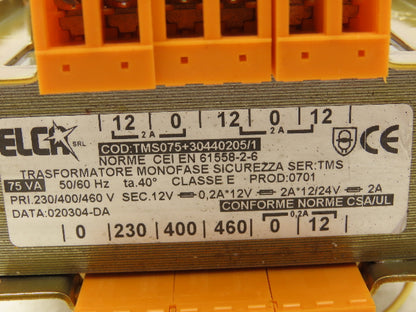 12 0 12 0 12 0
2A 2A
ELCA SRL COD:TMS075+30440205/1 CE
NORME CEI EN 61558-2-6
TRASFORMATORE MONOFASE SICUREZZA SER:TMS
75 VA 50/60 Hz ta.40° CLASSE E PROD:0701
PRI.230/400/460 V SEC.12V 0,2A*12V 2A*12/24V 2A
DATA:020304-DA CONFORME NORME CSA/UL
0,2A
0 230 400 460 0 12